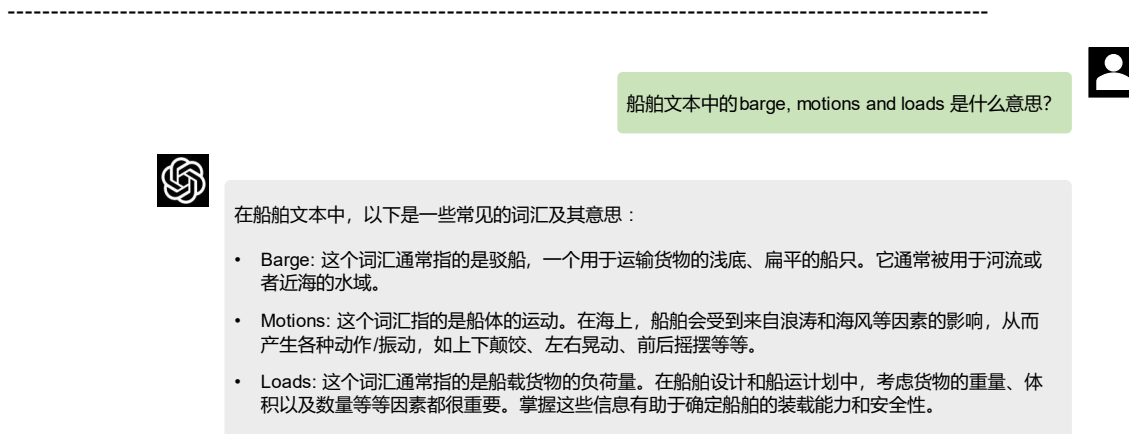 船舶文本中的barge, motions and loads 是什么意思?
在船舶文本中，以下是一些常见的词汇及其意思：
• Barge: 这个词汇通常指的是驳船，一个用于运输货物的浅底、扁平的船只。它通常被用于河流或
者近海的水域。
• Motions: 这个词汇指的是船体的运动。在海上，船舶会受到来自浪涛和海风等因素的影响，从而
产生各种动作/振动，如上下颠饺、左右晃动、前后摇摆等等。
• Loads: 这个词汇通常指的是船载货物的负荷量。在船舶设计和船运计划中，考虑货物的重量、体
积以及数量等等因素都很重要。掌握这些信息有助于确定船舶的装载能力和安全性。